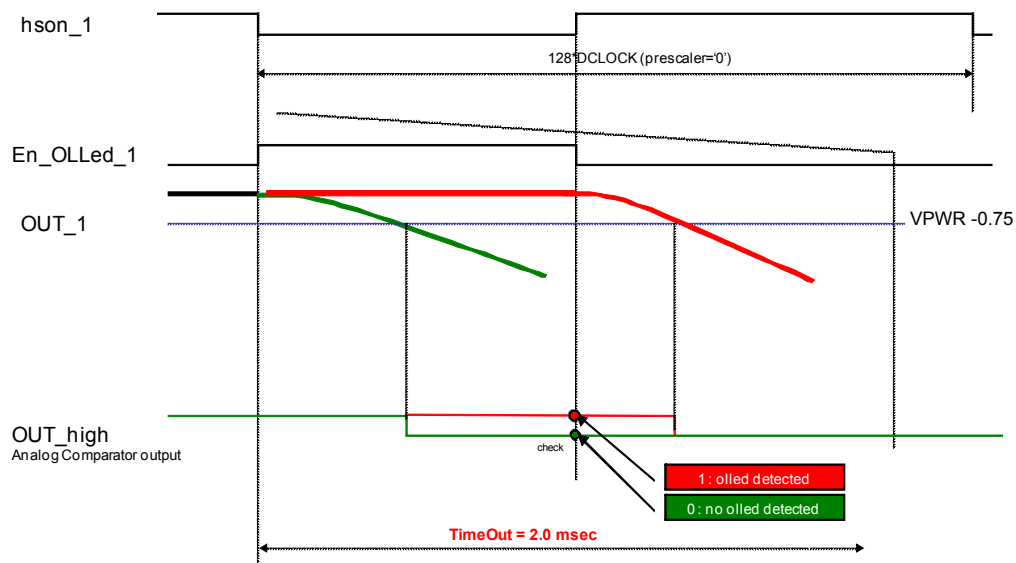 hson_1
128*DCLOCK (prescaler='0')
En_OLLed_1
OUT_1
VPWR -0.75
OUT_high
Analog Comparator output
check
1 : olled detected
0 : no olled detected
TimeOut = 2.0 msec